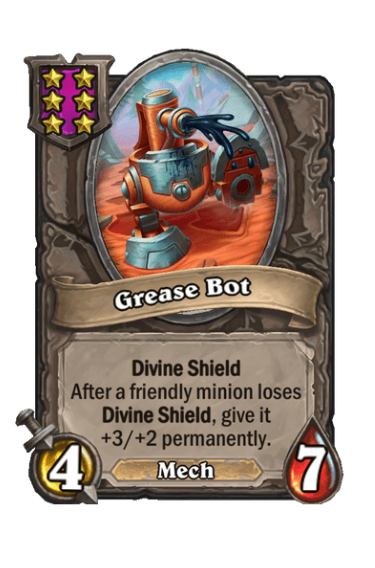 Grease Bot
Divine Shield
After a friendly minion loses
Divine Shield, give it
+3/+2 permanently.
4
Mech
7